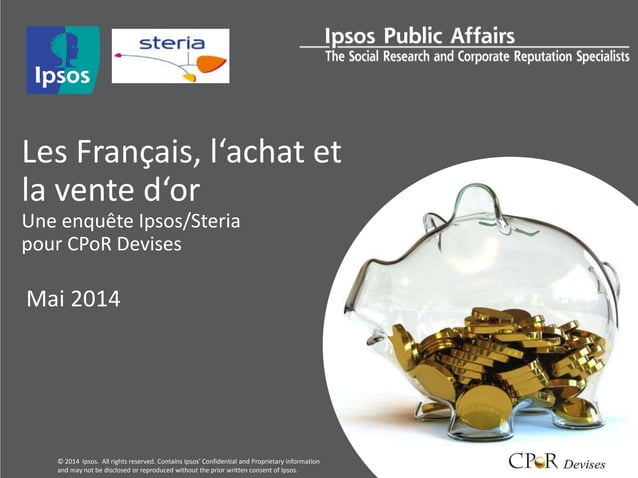 Ipsos
steria
Ipsos Public Affairs
The Social Research and Corporate Reputation Specialists
Les Français, l‘achat et
la vente d‘or
Une enquête Ipsos/Steria
pour CPoR Devises
Mai 2014
© 2014 Ipsos. All rights reserved. Contains Ipsos' Confidential and Proprietary information
and may not be disclosed or reproduced without the prior written consent of Ipsos.
CPoR Devises